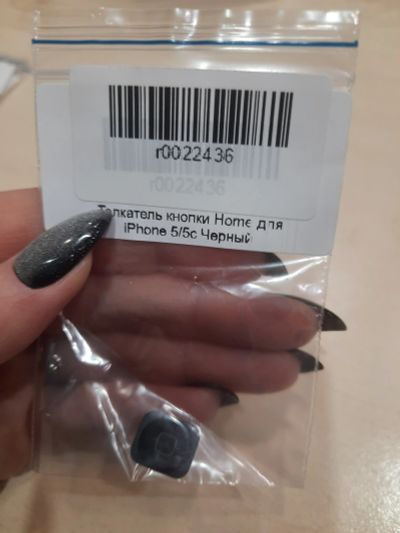 r0022436
r0022436
Толкатель кнопки Home для
iPhone 5/5c Черный